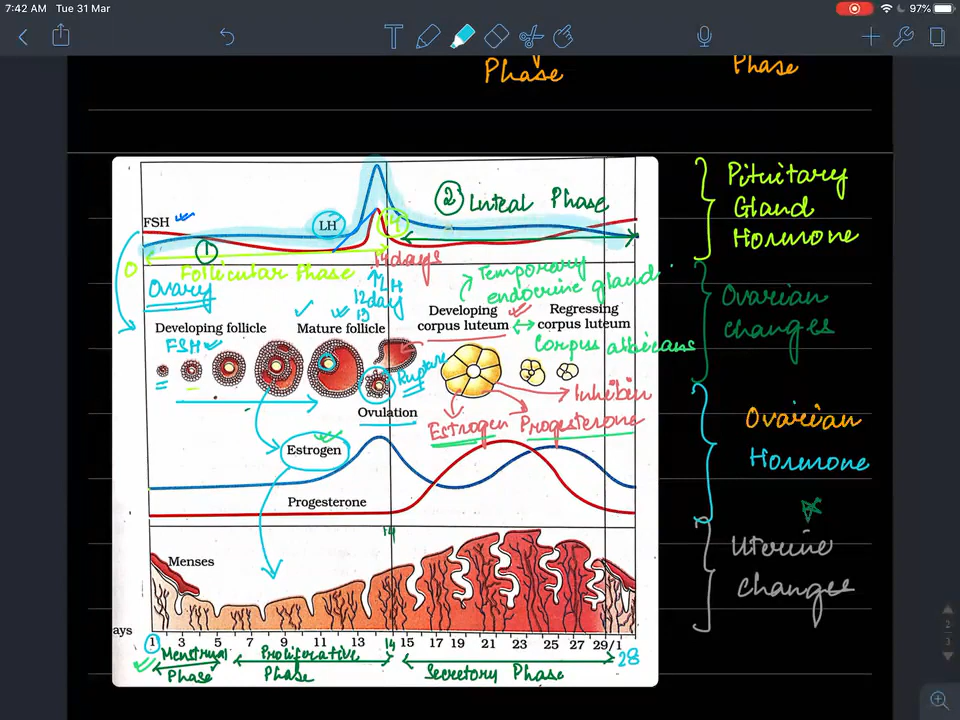 7:42 AM Tue 31 Mar
97%
T
Phase
Phase
FSH
LH
14
② Luteal Phase
①
0
Follicular Phase
14days
↑LH
12day
13
Ovary
Temporary
endocrine gland
Developing follicle
FSH
Mature follicle
Developing
corpus luteum
Regressing
corpus luteum
Corpus albicans
Rupture
Ovulation
Inhibin
Estrogen
Progesterone
Estrogen
Progesterone
14
Menses
ays
1 3 5 7 9 11 13 14 15 17 19 21 23 25 27 29/1
28
Menstrual
Phase
Proliferative
Phase
Secretory Phase
Pituitary
Gland
Hormone
Ovarian
changes
Ovarian
Hormone
Uterine
Changes